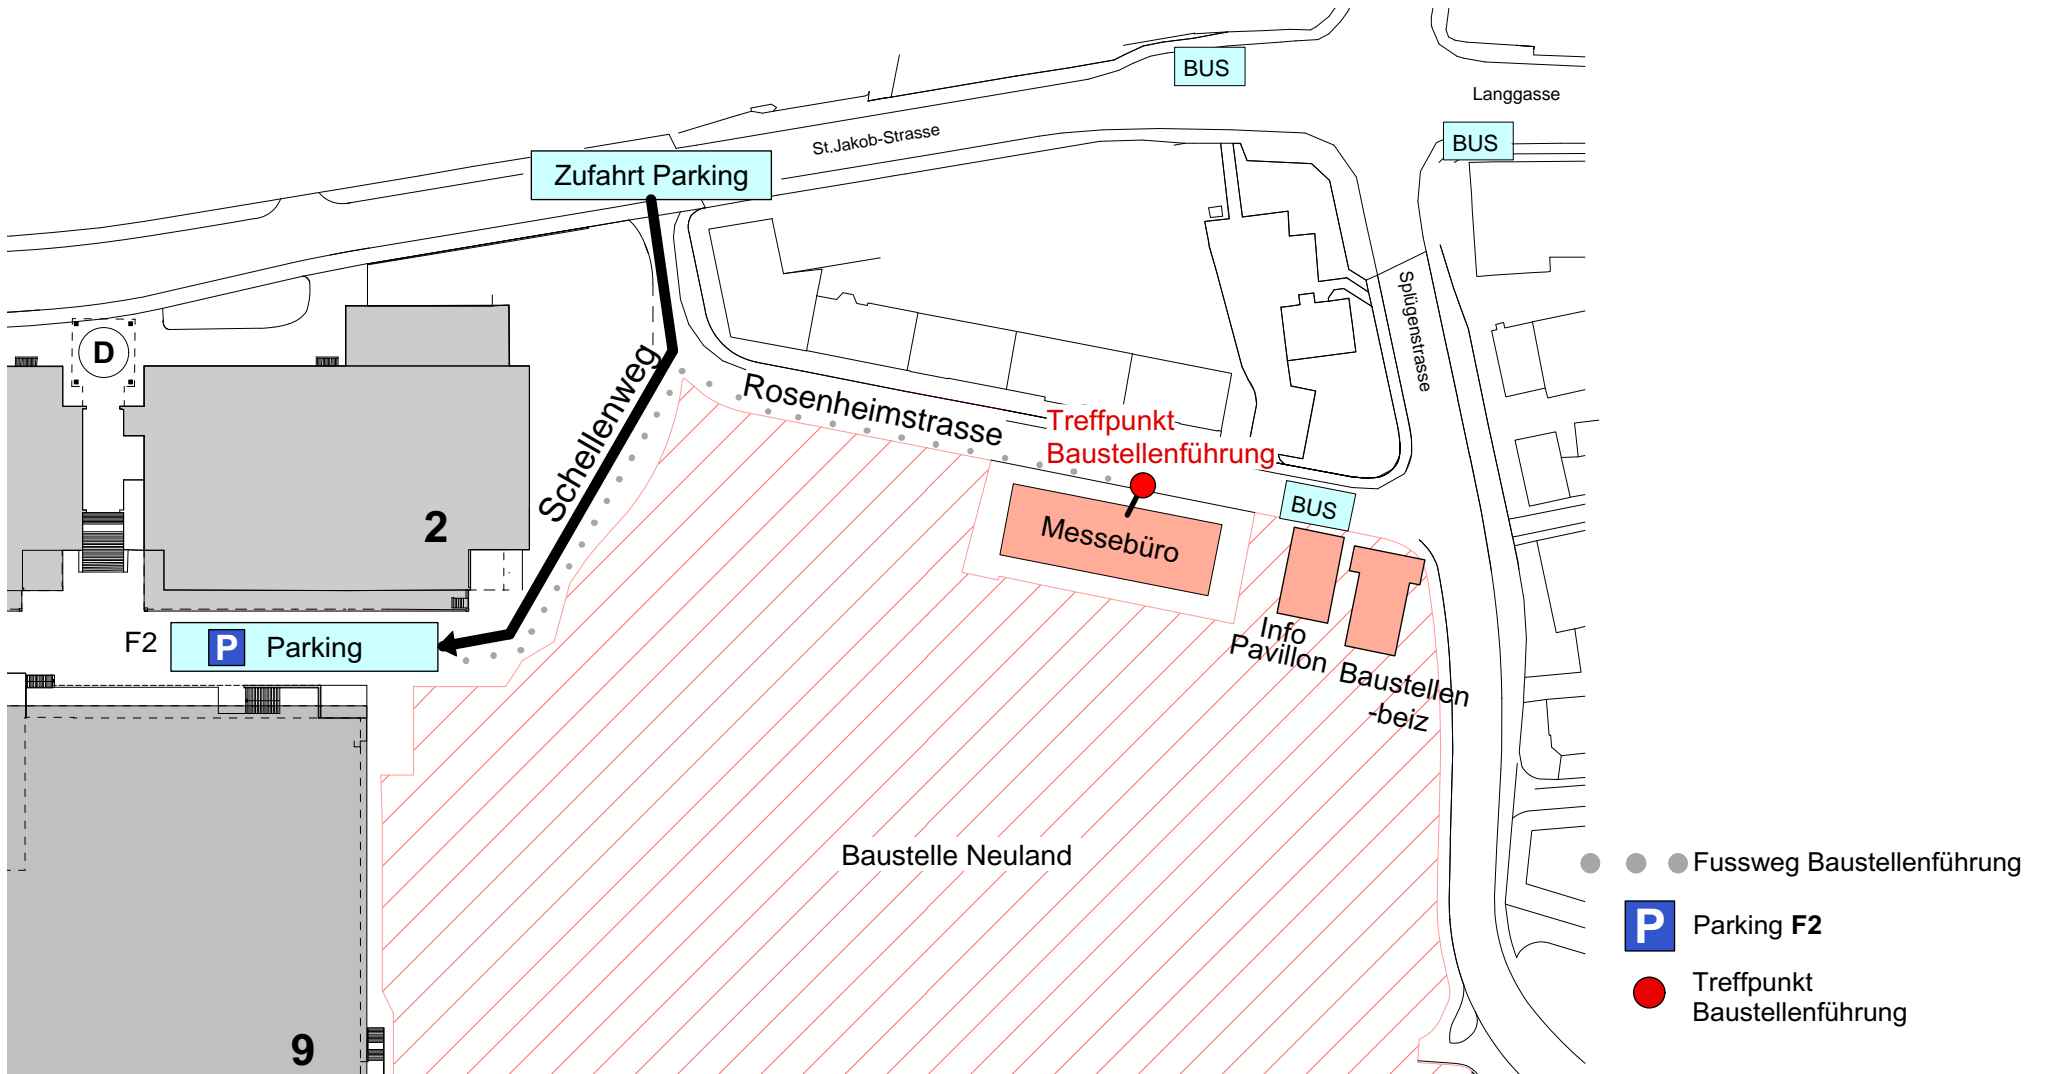 BUS
Langgasse
BUS
St.Jakob-Strasse
Zufahrt Parking
Splügenstrasse
D
Schellenweg
Rosenheimstrasse
Treffpunkt
Baustellenführung
2
BUS
Messebüro
F2
P
Parking
Info
Pavillon
Baustellen
-beiz
Baustelle Neuland
9
Fussweg Baustellenführung
P
Parking F2
Treffpunkt
Baustellenführung